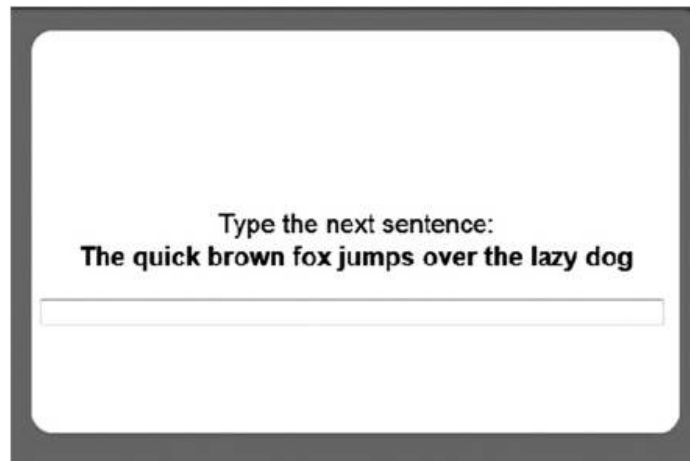 Type the next sentence:
The quick brown fox jumps over the lazy dog